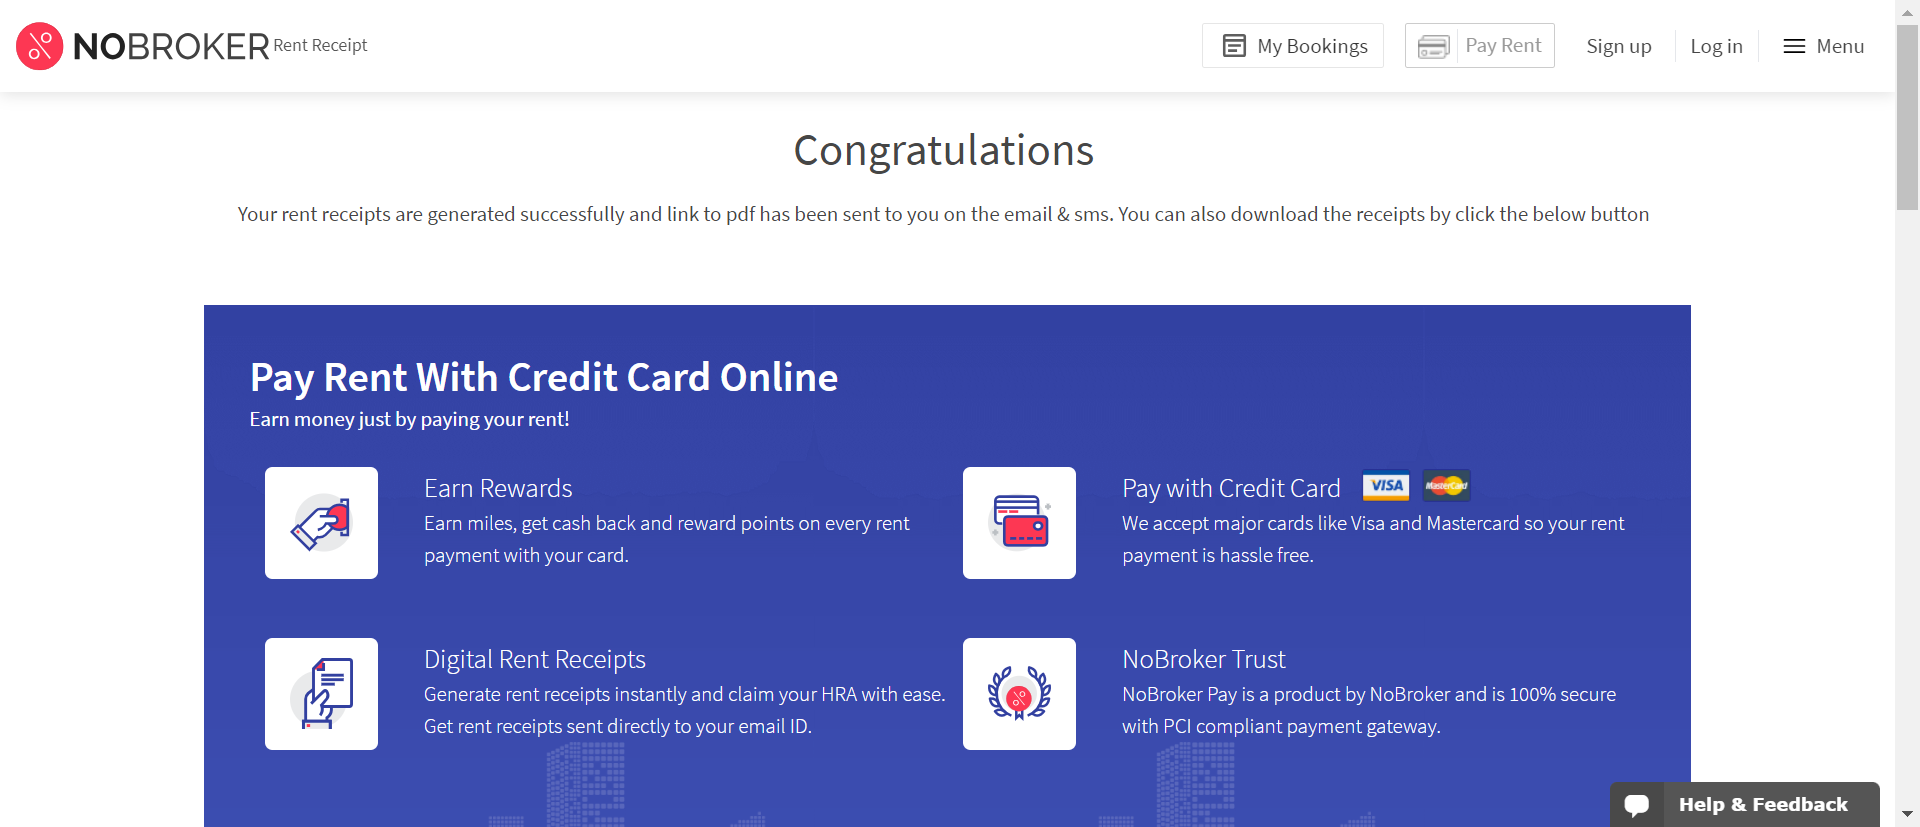 NOBROKER Rent Receipt
My Bookings
Pay Rent
Sign up
Log in
Menu
Congratulations
Your rent receipts are generated successfully and link to pdf has been sent to you on the email & sms. You can also download the receipts by click the below button
Pay Rent With Credit Card Online
Earn money just by paying your rent!
Earn Rewards
Earn miles, get cash back and reward points on every rent
payment with your card.
Pay with Credit Card VISA MasterCard
We accept major cards like Visa and Mastercard so your rent
payment is hassle free.
Digital Rent Receipts
Generate rent receipts instantly and claim your HRA with ease.
Get rent receipts sent directly to your email ID.
NoBroker Trust
NoBroker Pay is a product by NoBroker and is 100% secure
with PCI compliant payment gateway.
Help & Feedback